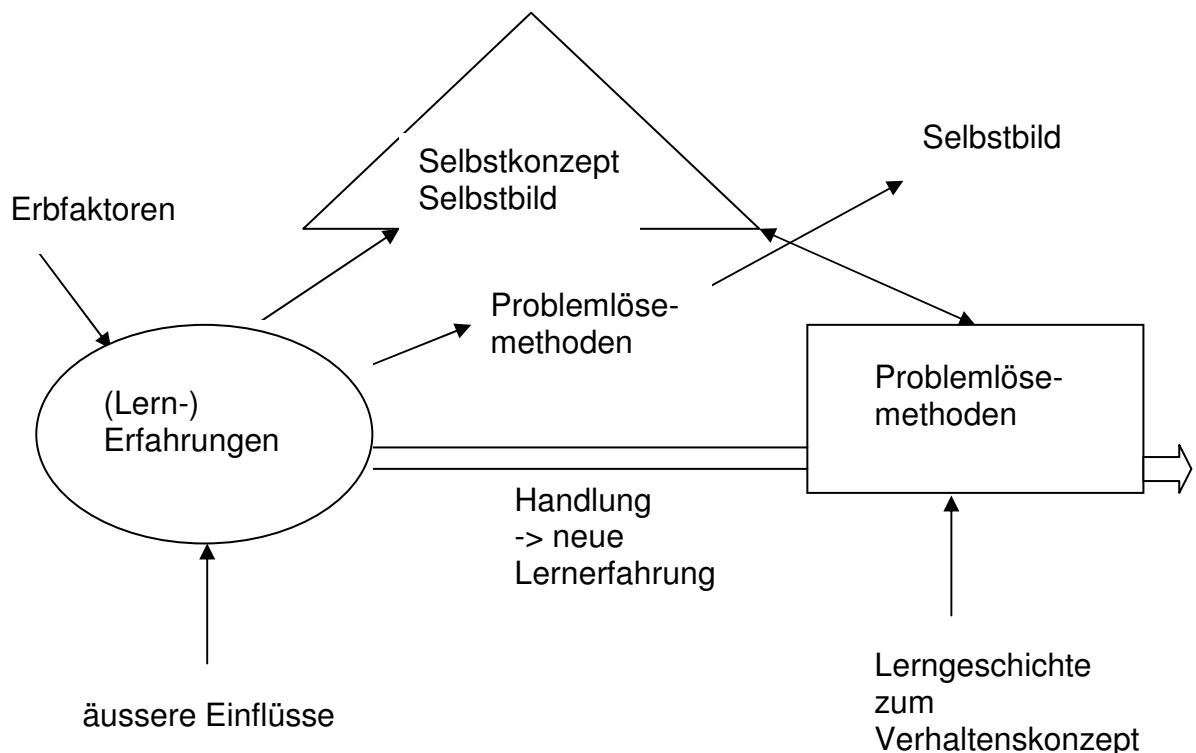 Selbstbild
Selbstkonzept
Selbstbild
Erbfaktoren
Problemlöse-
methoden
Problemlöse-
methoden
(Lern-)
Erfahrungen
Handlung
-> neue
Lernerfahrung
Lerngeschichte
zum
Verhaltenskonzept
äussere Einflüsse